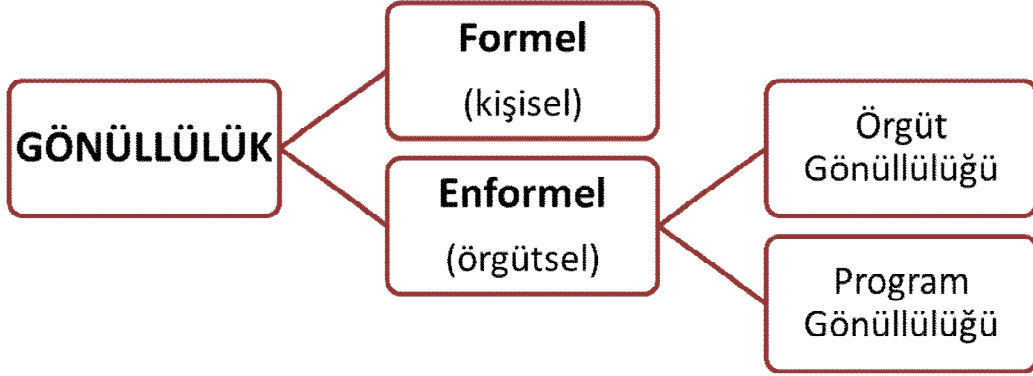 GÖNÜLLÜLÜK
Formel
(kişisel)
Enformel
(örgütsel)
Örgüt
Gönüllülüğü
Program
Gönüllülüğü